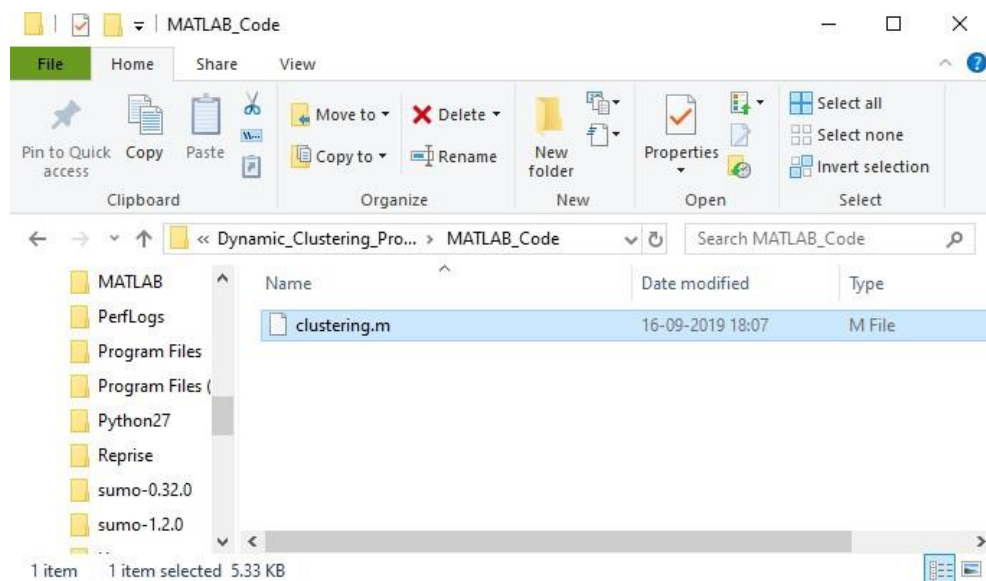 MATLAB_Code
File Home Share View
Pin to Quick access
Copy
Paste
Move to
Copy to
Delete
Rename
New folder
Properties
Select all
Select none
Invert selection
Clipboard Organize New Open Select
« Dynamic_Clustering_Pro... > MATLAB_Code Search MATLAB_Code
MATLAB
PerfLogs
Program Files
Program Files (
Python27
Reprise
sumo-0.32.0
sumo-1.2.0
Name Date modified Type
clustering.m 16-09-2019 18:07 M File
1 item 1 item selected 5.33 KB